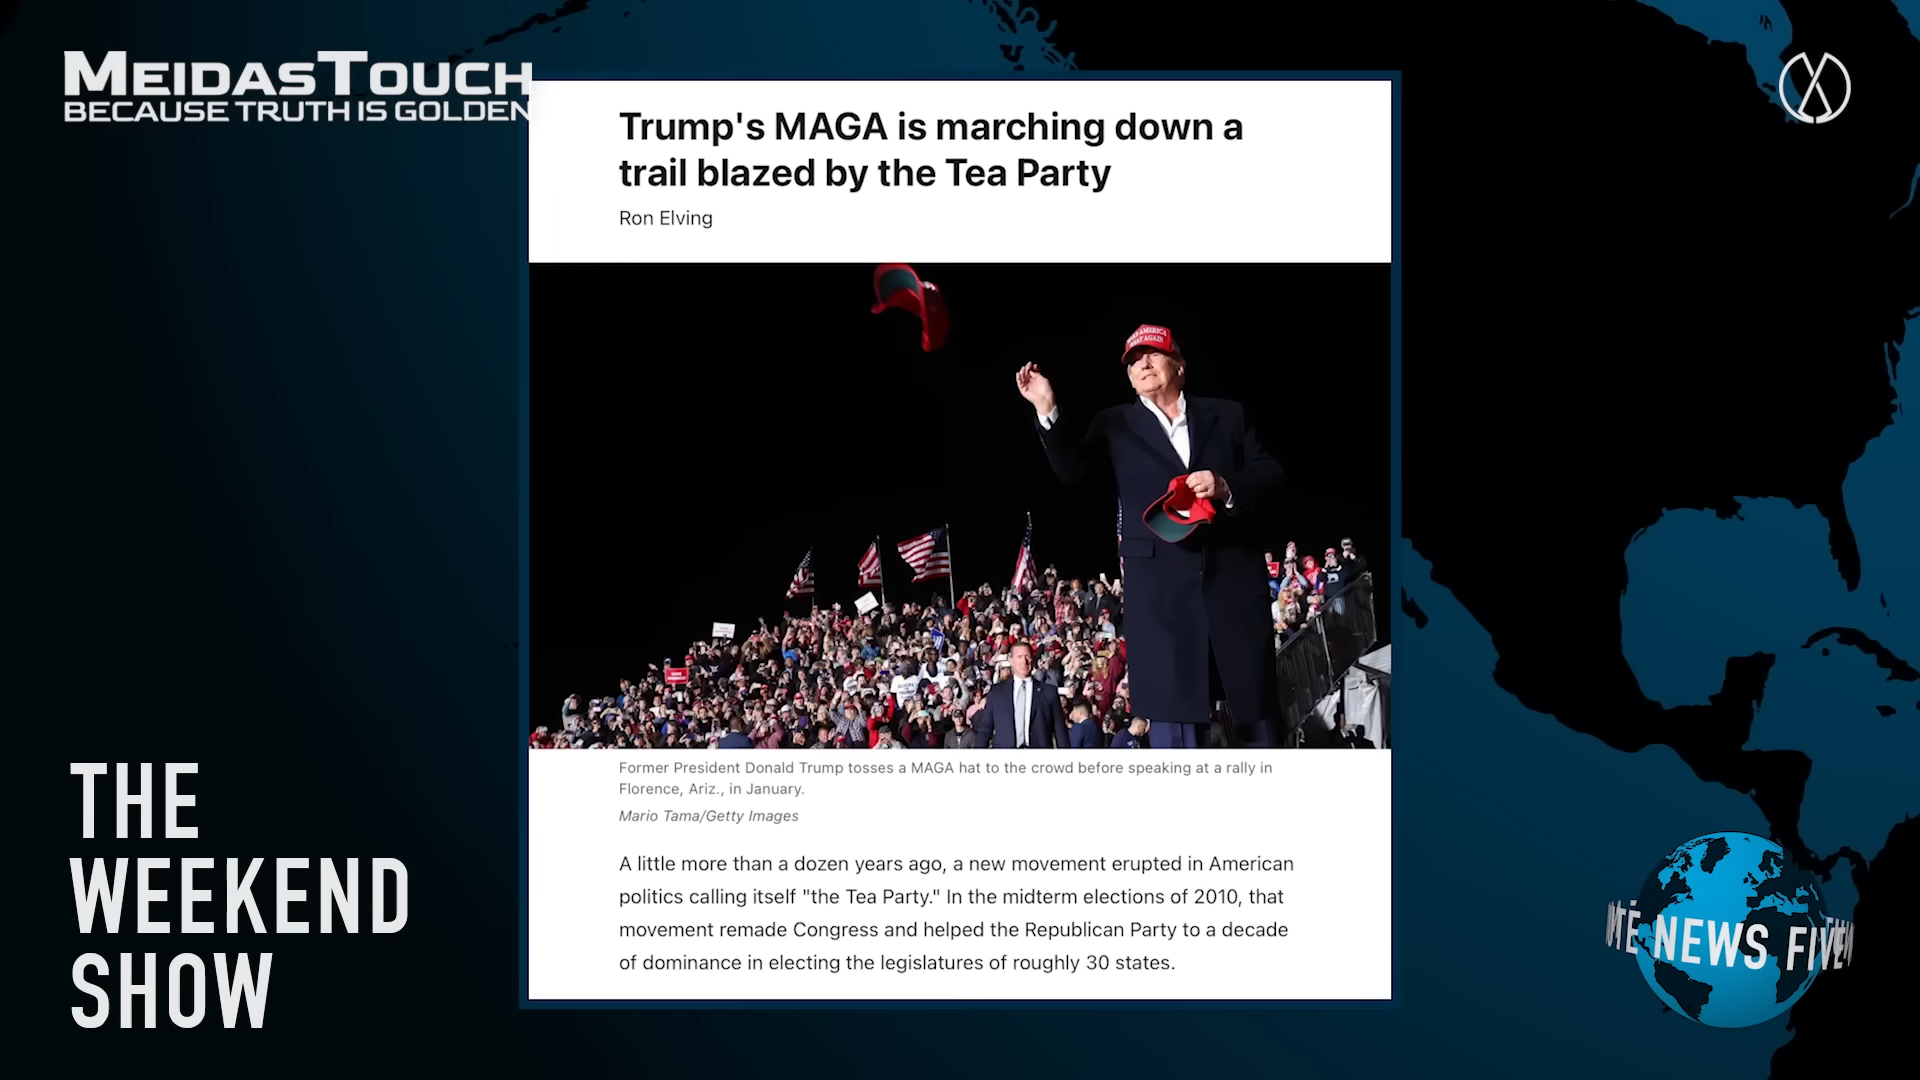 MEIDASTOUCH
BECAUSE TRUTH IS GOLDEN
Trump's MAGA is marching down a
trail blazed by the Tea Party
Ron Elving
Former President Donald Trump tosses a MAGA hat to the crowd before speaking at a rally in
Florence, Ariz., in January.
Mario Tama/Getty Images
A little more than a dozen years ago, a new movement erupted in American
politics calling itself "the Tea Party." In the midterm elections of 2010, that
movement remade Congress and helped the Republican Party to a decade
of dominance in electing the legislatures of roughly 30 states.
THE
WEEKEND
SHOW
NEWS FIVE